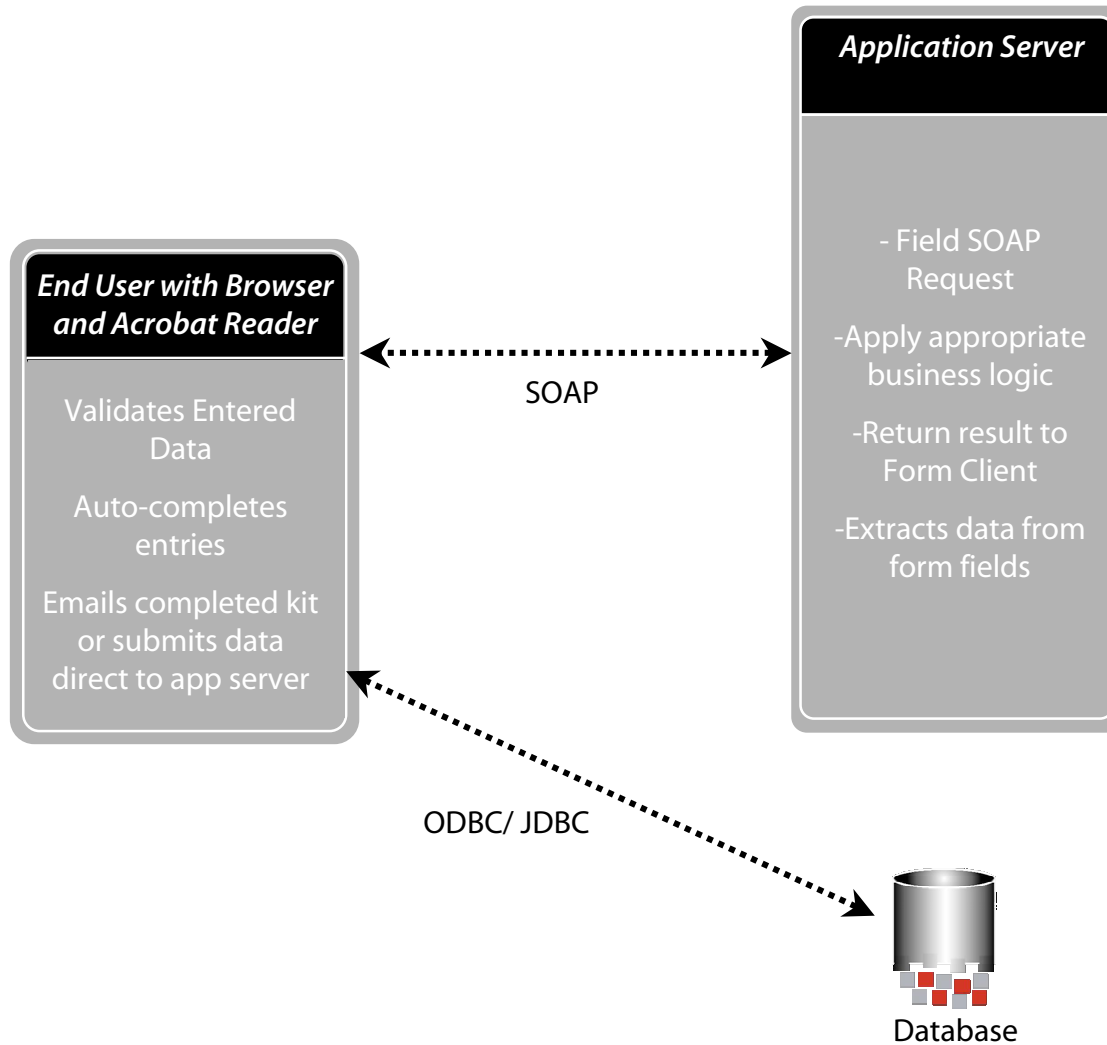 Application Server
- Field SOAP
Request
-Apply appropriate
business logic
-Return result to
Form Client
-Extracts data from
form fields
End User with Browser
and Acrobat Reader
Validates Entered
Data
Auto-completes
entries
Emails completed kit
or submits data
direct to app server
SOAP
ODBC/ JDBC
Database